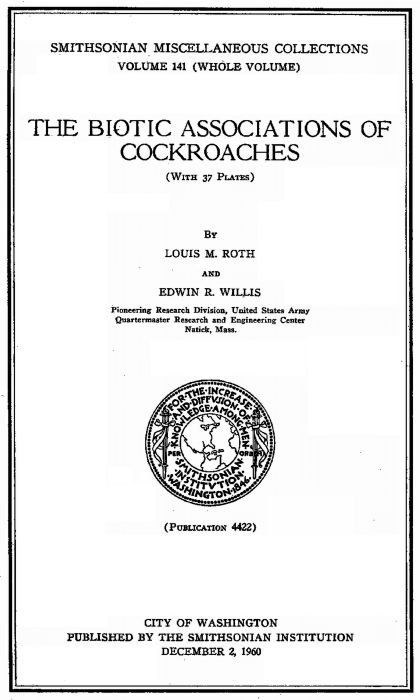 SMITHSONIAN MISCELLANEOUS COLLECTIONS
VOLUME 141 (WHOLE VOLUME)
THE BIOTIC ASSOCIATIONS OF
COCKROACHES
(WITH 37 PLATES)
BY
LOUIS M. ROTH
AND
EDWIN R. WILLIS
Pioneering Research Division, United States Army
Quartermaster Research and Engineering Center
Natick, Mass.
FOR·THE·INCREASE
AND·DIFFVSION·OF
KNOWLEDGE·AMONG·MEN
PER ORBEM
SMITHSONIAN
INSTITVTION
WASHINGTON·1846
(PUBLICATION 4422)
CITY OF WASHINGTON
PUBLISHED BY THE SMITHSONIAN INSTITUTION
DECEMBER 2, 1960